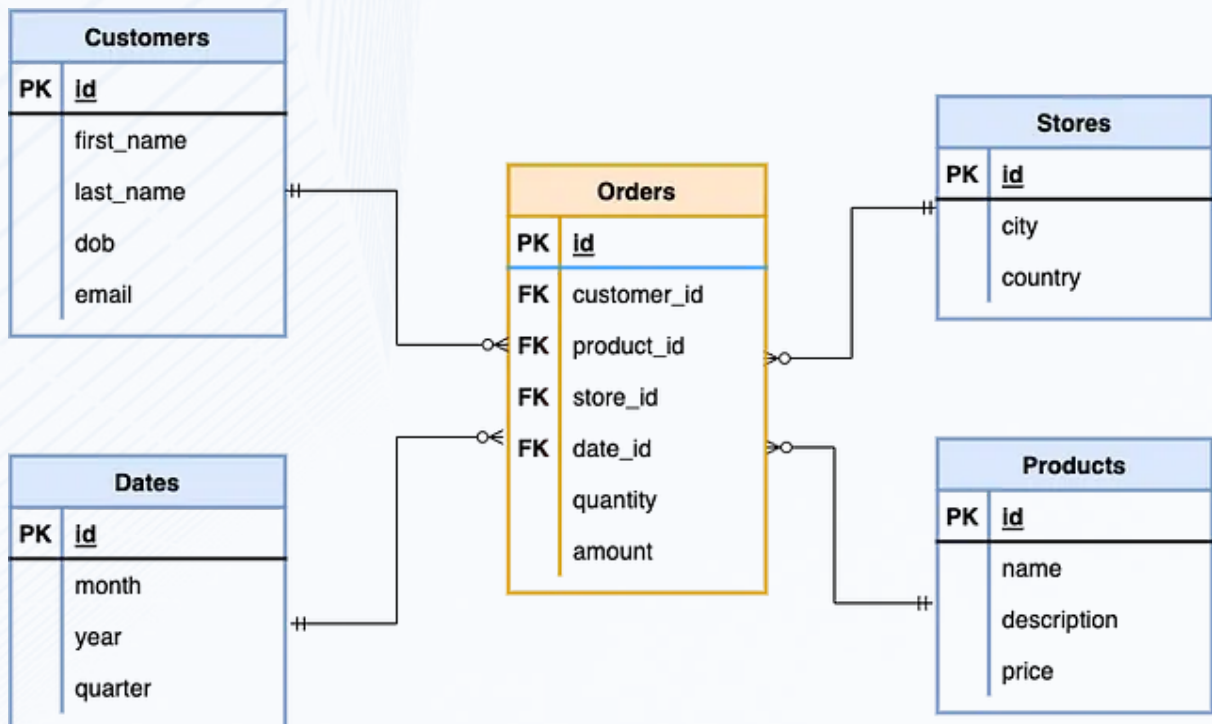 Customers
PK id
first_name
last_name
dob
email
Dates
PK id
month
year
quarter
Orders
PK id
FK customer_id
FK product_id
FK store_id
FK date_id
quantity
amount
Stores
PK id
city
country
Products
PK id
name
description
price